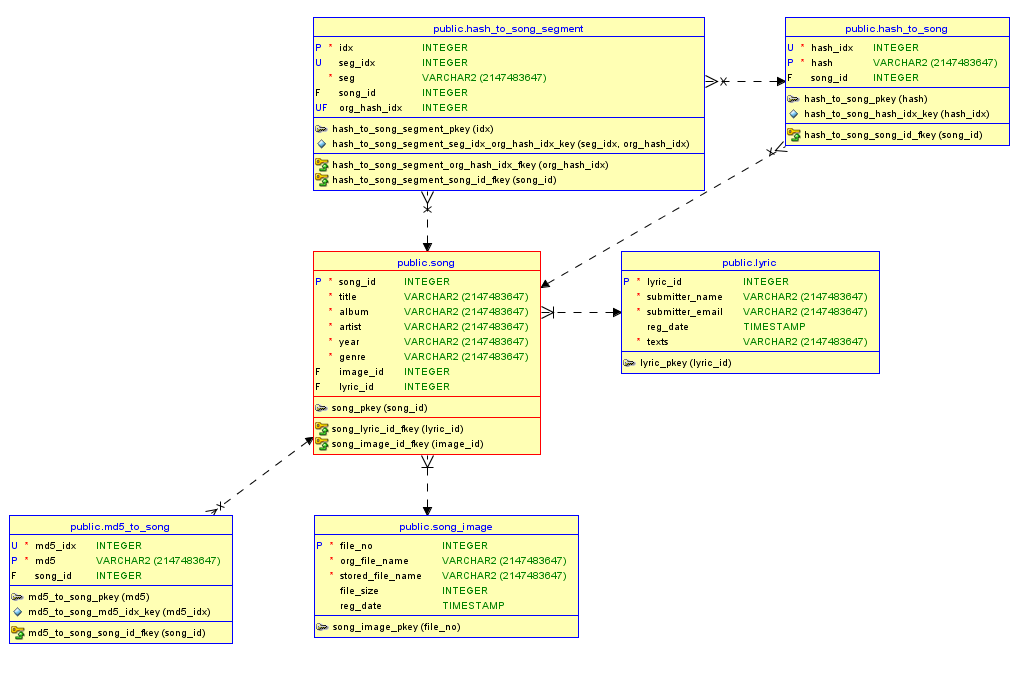 public.hash_to_song_segment
P * idx INTEGER
U seg_idx INTEGER
* seg VARCHAR2 (2147483647)
F song_id INTEGER
UF org_hash_idx INTEGER
hash_to_song_segment_pkey (idx)
hash_to_song_segment_seg_idx_org_hash_idx_key (seg_idx, org_hash_idx)
hash_to_song_segment_org_hash_idx_fkey (org_hash_idx)
hash_to_song_segment_song_id_fkey (song_id)
public.hash_to_song
U * hash_idx INTEGER
P * hash VARCHAR2 (2147483647)
F song_id INTEGER
hash_to_song_pkey (hash)
hash_to_song_hash_idx_key (hash_idx)
hash_to_song_song_id_fkey (song_id)
public.song
P * song_id INTEGER
* title VARCHAR2 (2147483647)
* album VARCHAR2 (2147483647)
* artist VARCHAR2 (2147483647)
* year VARCHAR2 (2147483647)
* genre VARCHAR2 (2147483647)
F image_id INTEGER
F lyric_id INTEGER
song_pkey (song_id)
song_lyric_id_fkey (lyric_id)
song_image_id_fkey (image_id)
public.lyric
P * lyric_id INTEGER
* submitter_name VARCHAR2 (2147483647)
* submitter_email VARCHAR2 (2147483647)
reg_date TIMESTAMP
* texts VARCHAR2 (2147483647)
lyric_pkey (lyric_id)
public.md5_to_song
U * md5_idx INTEGER
P * md5 VARCHAR2 (2147483647)
F song_id INTEGER
md5_to_song_pkey (md5)
md5_to_song_md5_idx_key (md5_idx)
md5_to_song_song_id_fkey (song_id)
public.song_image
P * file_no INTEGER
* org_file_name VARCHAR2 (2147483647)
* stored_file_name VARCHAR2 (2147483647)
file_size INTEGER
reg_date TIMESTAMP
song_image_pkey (file_no)